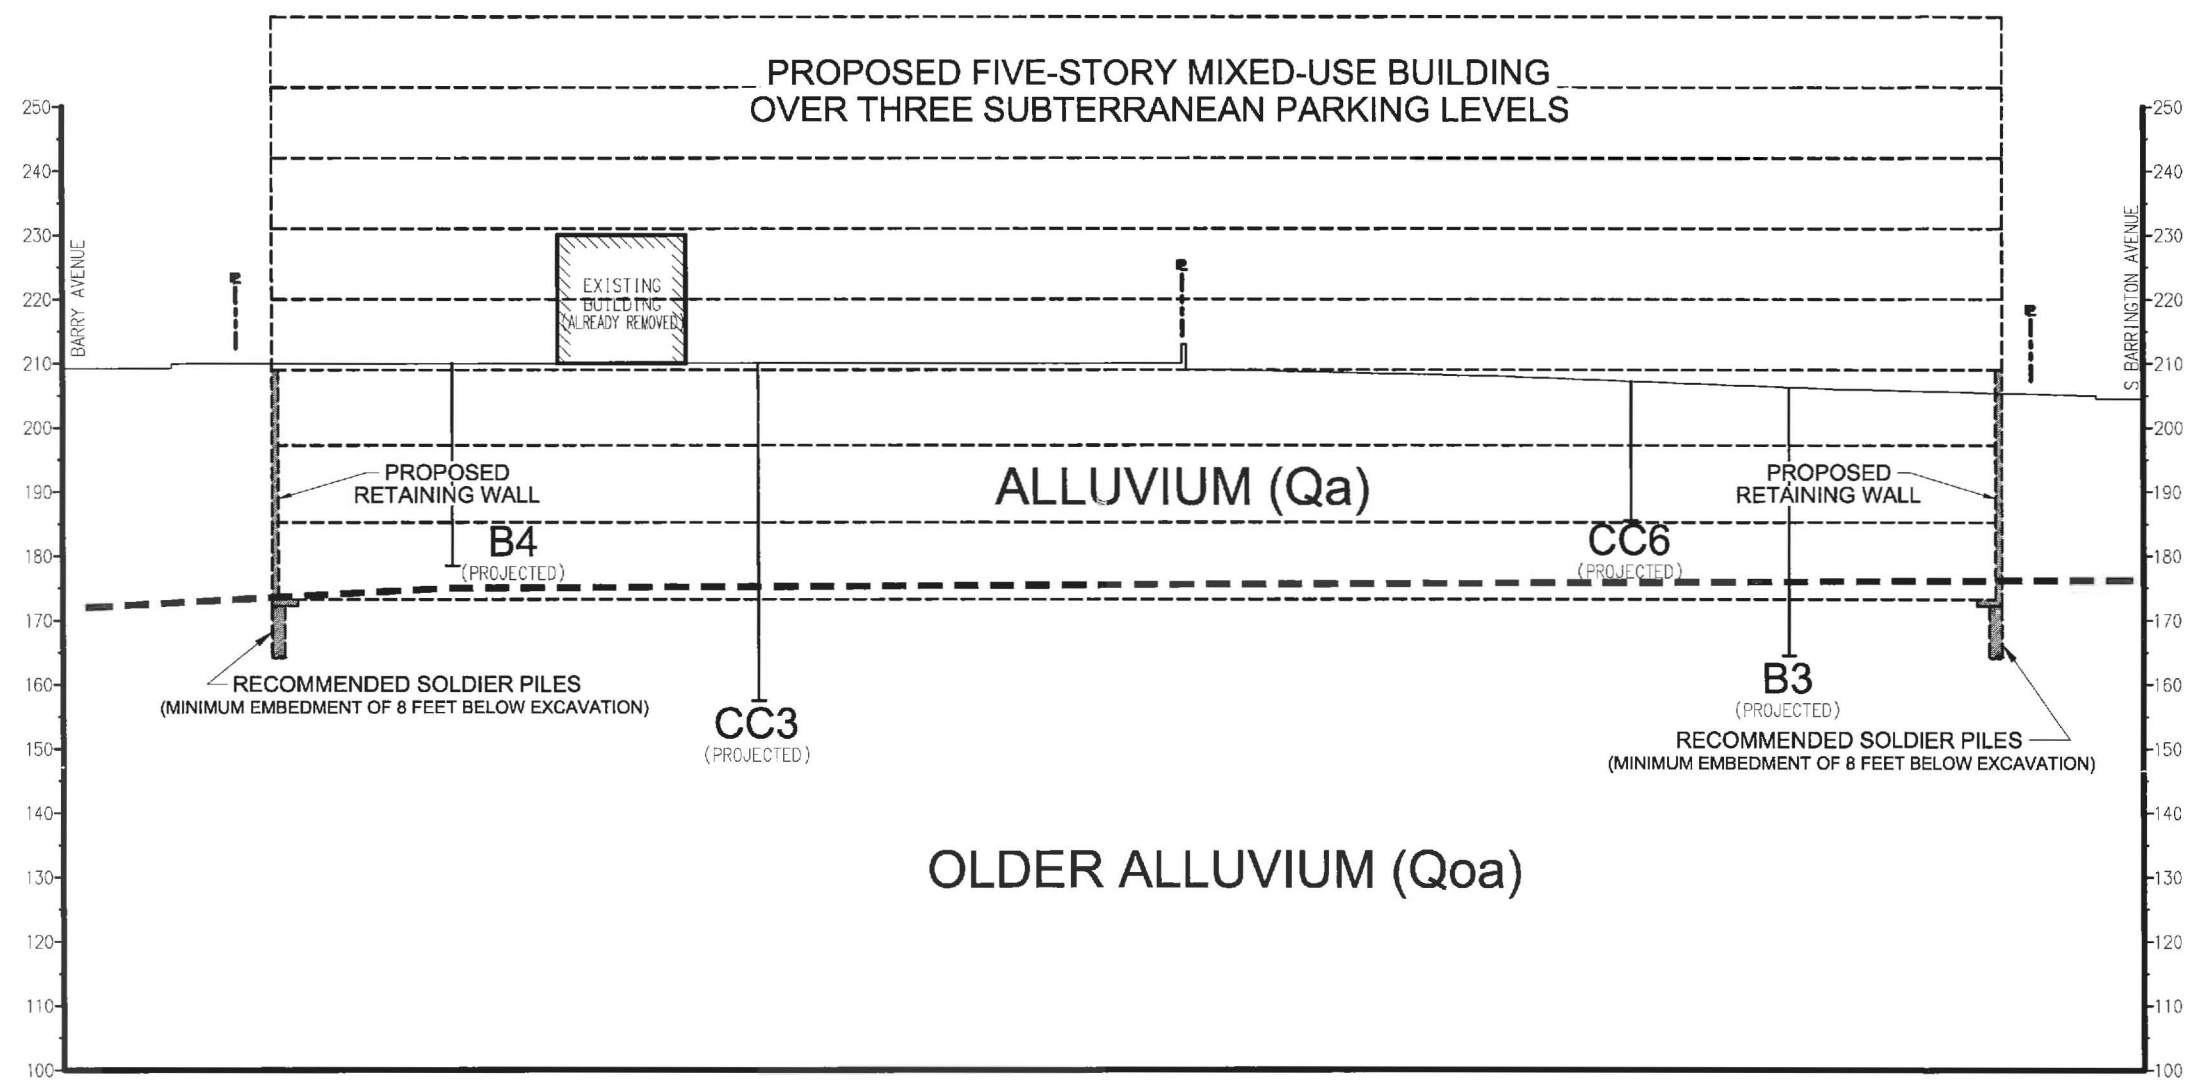 PROPOSED FIVE-STORY MIXED-USE BUILDING
OVER THREE SUBTERRANEAN PARKING LEVELS
250
240
230
220
210
200
190
180
170
160
150
140
130
120
110
100
250
240
230
220
210
200
190
180
170
160
150
140
130
120
110
100
BARRY AVENUE
S. BARRINGTON AVENUE
EXISTING
BUILDING
(ALREADY REMOVED)
PROPOSED
RETAINING WALL
ALLUVIUM (Qa)
PROPOSED
RETAINING WALL
B4
(PROJECTED)
CC6
(PROJECTED)
RECOMMENDED SOLDIER PILES
(MINIMUM EMBEDMENT OF 8 FEET BELOW EXCAVATION)
CC3
(PROJECTED)
B3
(PROJECTED)
RECOMMENDED SOLDIER PILES
(MINIMUM EMBEDMENT OF 8 FEET BELOW EXCAVATION)
OLDER ALLUVIUM (Qoa)